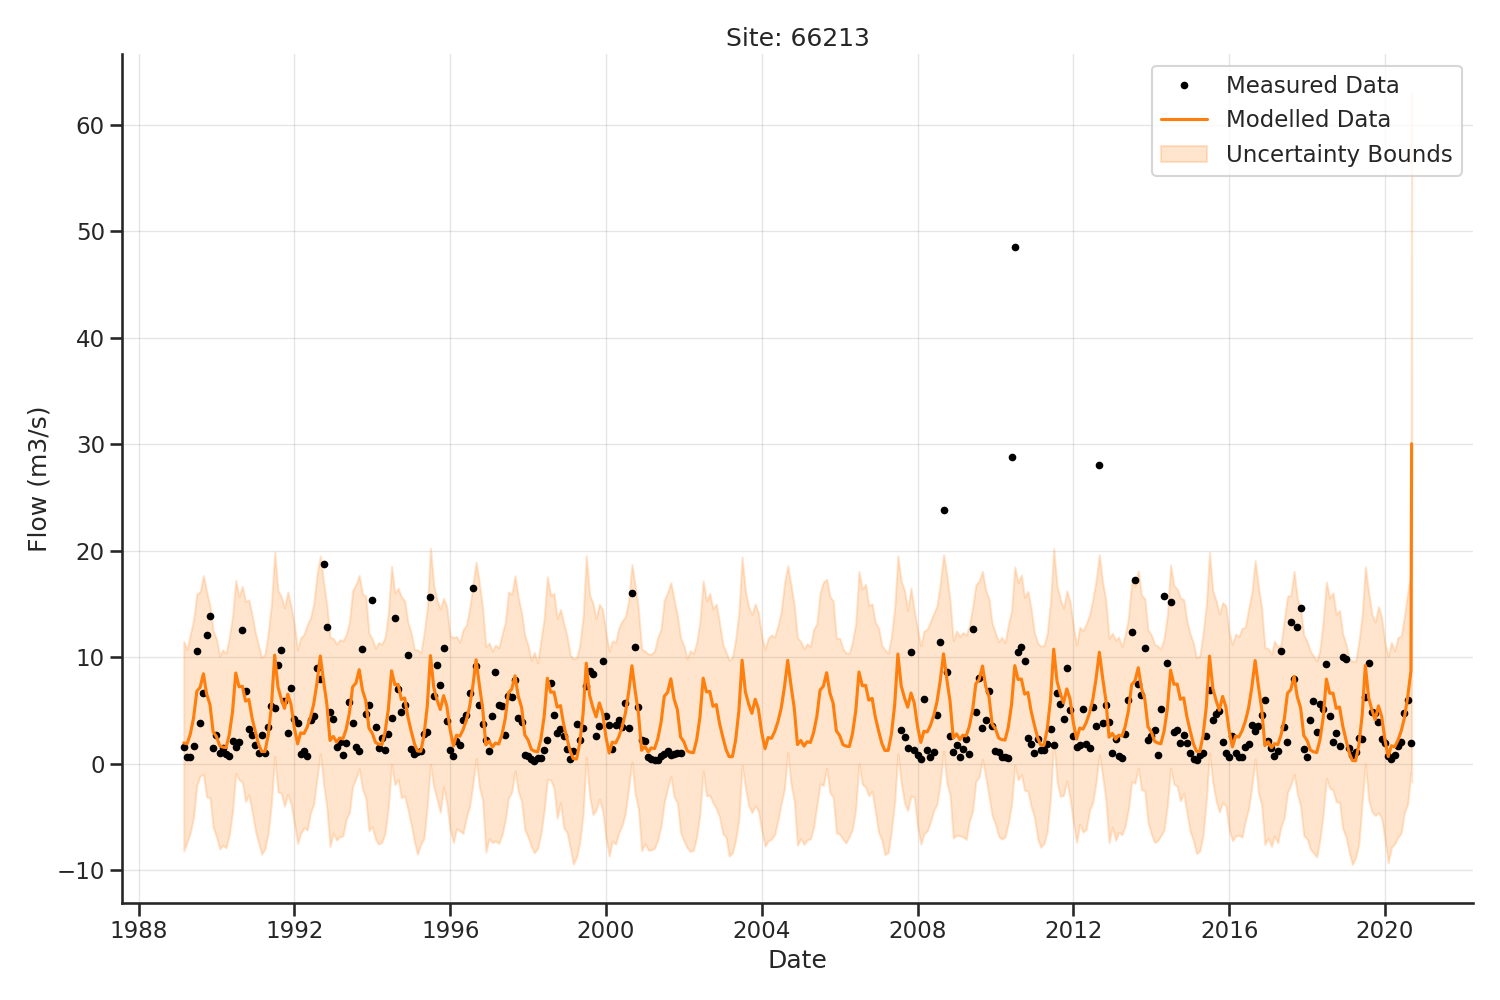 Site: 66213
Measured Data
Modelled Data
Uncertainty Bounds
60
50
40
30
20
10
0
−10
Flow (m3/s)
1988 1992 1996 2000 2004 2008 2012 2016 2020
Date